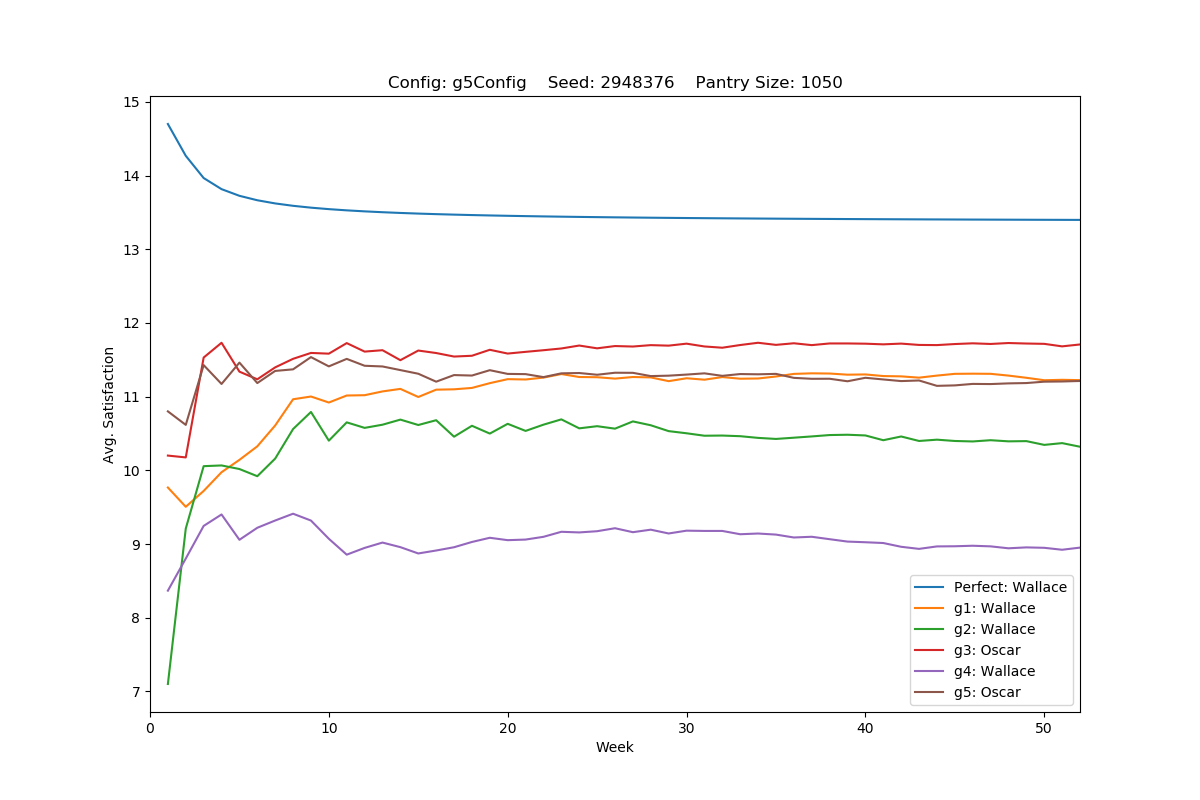 Config: g5Config    Seed: 2948376    Pantry Size: 1050
Avg. Satisfaction
15
14
13
12
11
10
9
8
7
0 10 20 30 40 50
Week
Perfect: Wallace
g1: Wallace
g2: Wallace
g3: Oscar
g4: Wallace
g5: Oscar